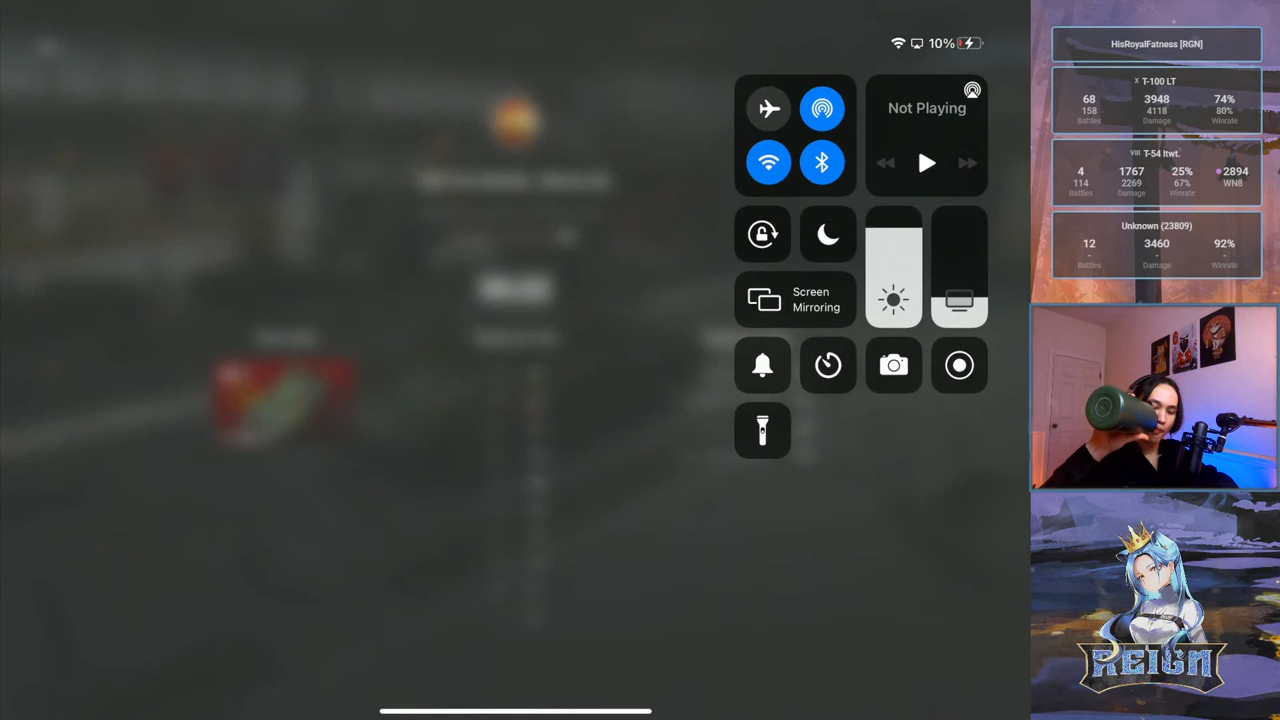 10%
Not Playing
Screen
Mirroring
HisRoyalFatness [RGN]
X T-100 LT
68 3948 74%
158 4118 80%
Battles Damage Winrate
VIII T-54 ltwt.
4 1767 25% 2894
114 2269 67% WN8
Battles Damage Winrate
Unknown (23809)
12 3460 92%
- - -
Battles Damage Winrate
REIGN